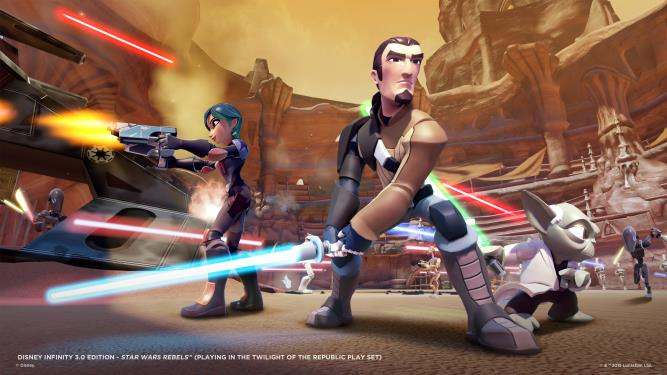 DISNEY INFINITY 3.0 EDITION - STAR WARS REBELS™ (PLAYING IN THE TWILIGHT OF THE REPUBLIC PLAY SET)
© Disney.
© & ™ 2015 Lucasfilm Ltd.